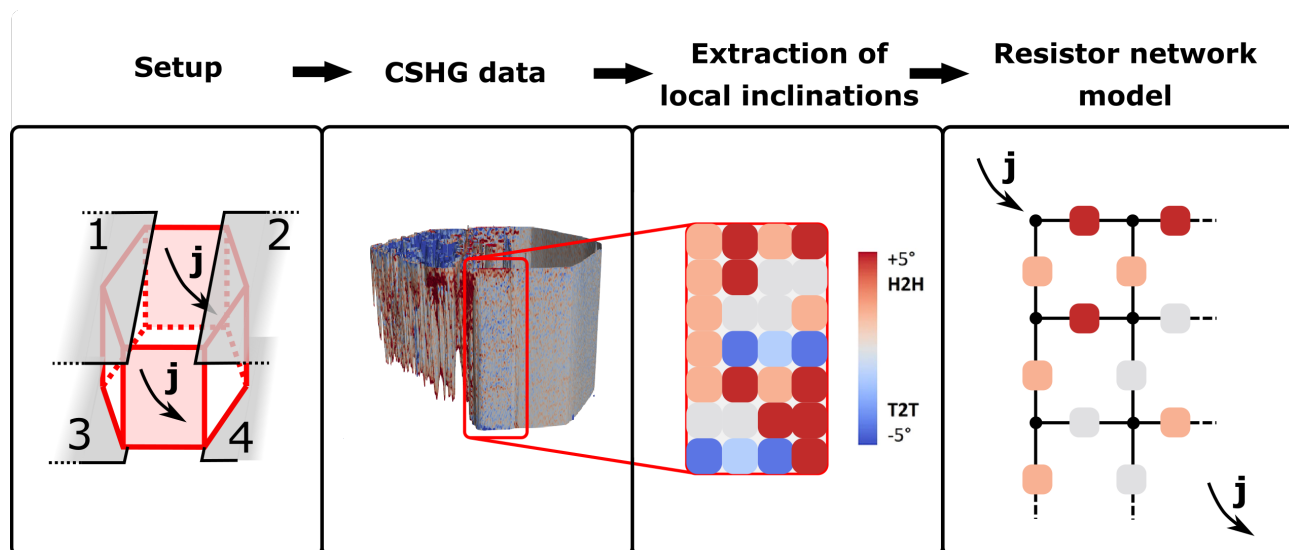 Setup
CSHG data
Extraction of
local inclinations
Resistor network
model
1
2
j
j
3
4
+5°
H2H
T2T
-5°
j
j